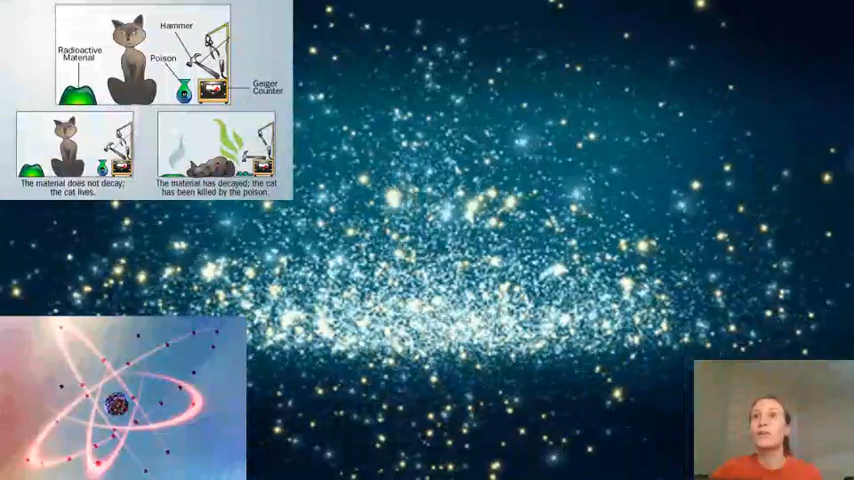 Hammer
Radioactive
Material
Poison
Geiger
Counter
The material does not decay;
the cat lives.
The material has decayed; the cat
has been killed by the poison.